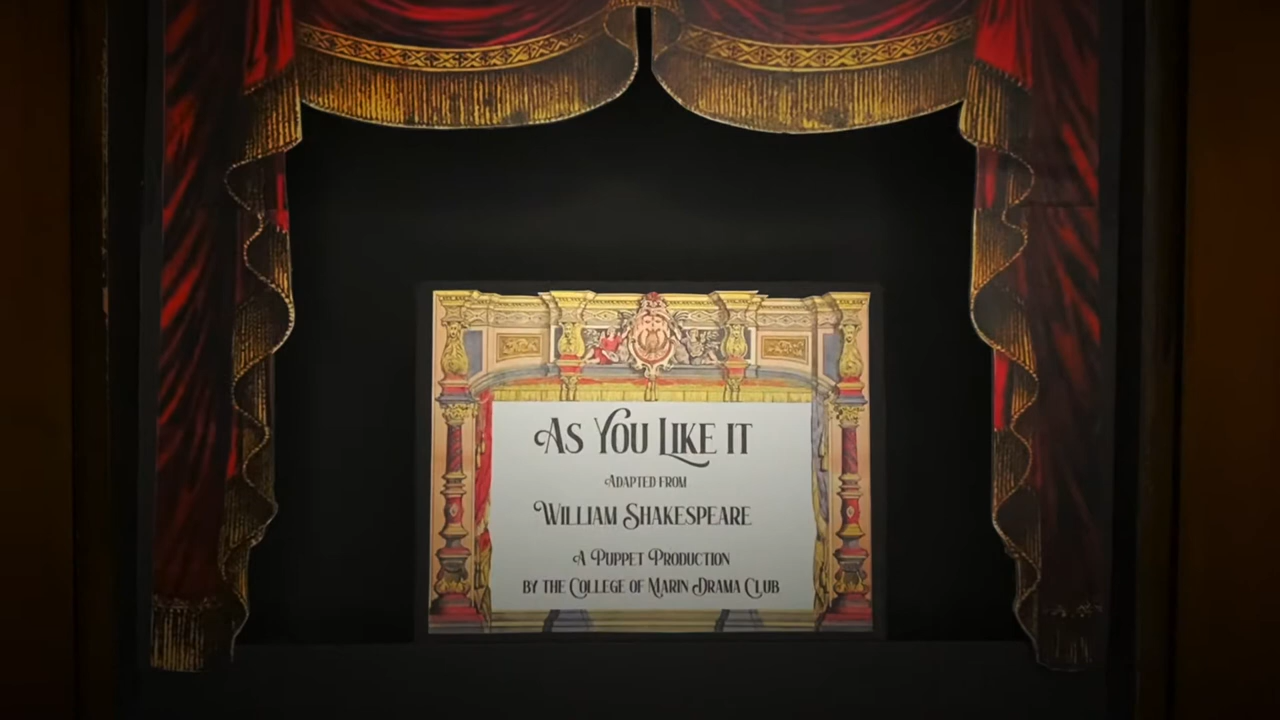 As You Like it
Adapted from
William Shakespeare
A Puppet Production
by the College of Marin Drama Club